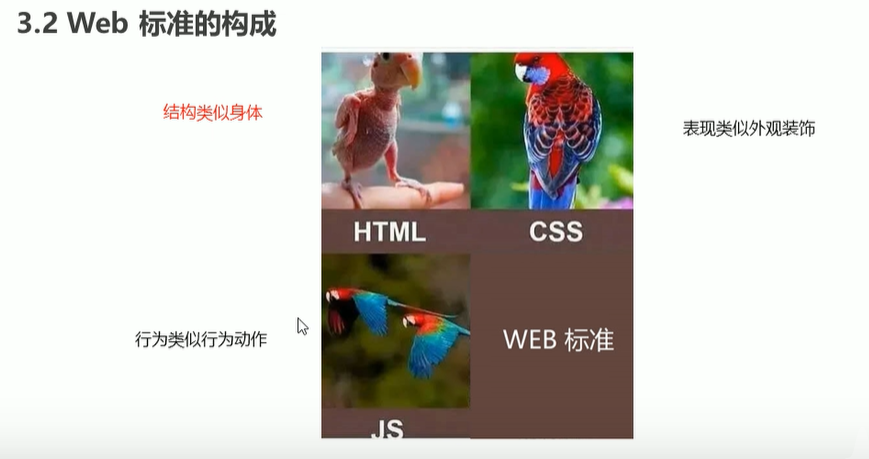 3.2 Web 标准的构成
结构类似身体
表现类似外观装饰
HTML
CSS
行为类似行为动作
WEB 标准
JS